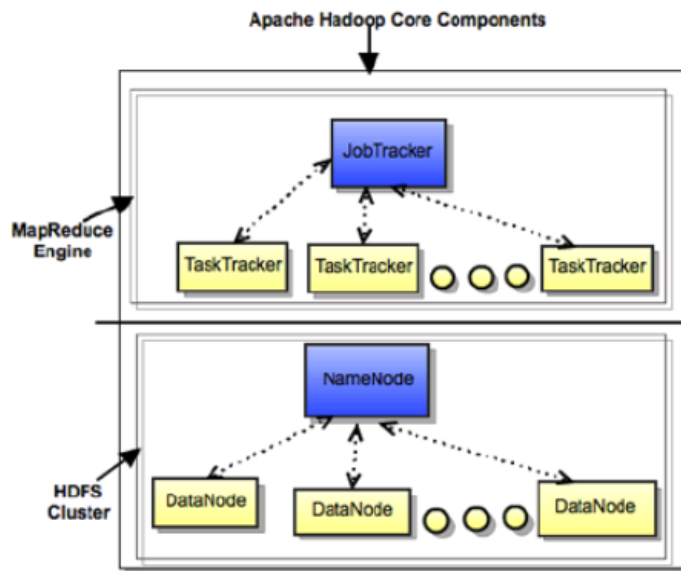 Apache Hadoop Core Components
JobTracker
MapReduce
Engine
TaskTracker
TaskTracker
TaskTracker
NameNode
HDFS
Cluster
DataNode
DataNode
DataNode